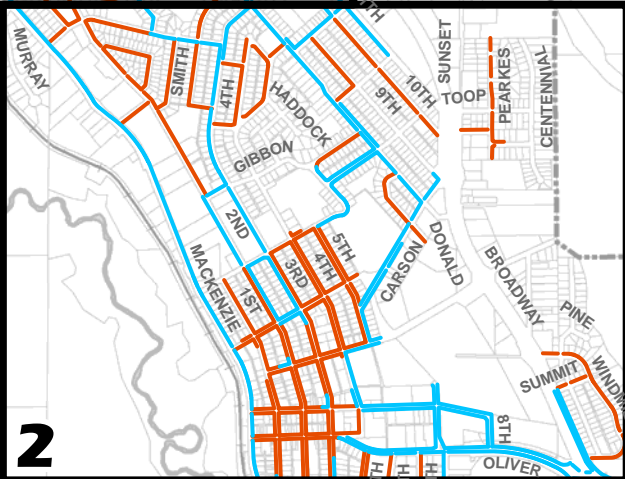 MURRAY
SMITH
4TH
HADDOCK
GIBBON
10TH
9TH
SUNSET
TOOP
PEARKES
CENTENNIAL
2ND
MACKENZIE
1ST
3RD
4TH
5TH
CARSON
DONALD
BROADWAY
PINE
SUMMIT
8TH
OLIVER
2